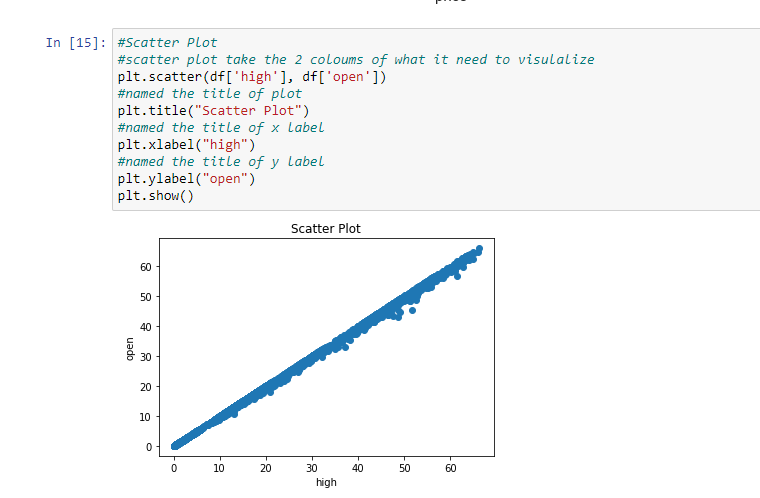 In [15]:
#Scatter Plot
#scatter plot take the 2 coloums of what it need to visulalize
plt.scatter(df['high'], df['open'])
#named the title of plot
plt.title("Scatter Plot")
#named the title of x label
plt.xlabel("high")
#named the title of y label
plt.ylabel("open")
plt.show()
Scatter Plot
60
50
40
30
20
10
0
open
0 10 20 30 40 50 60
high